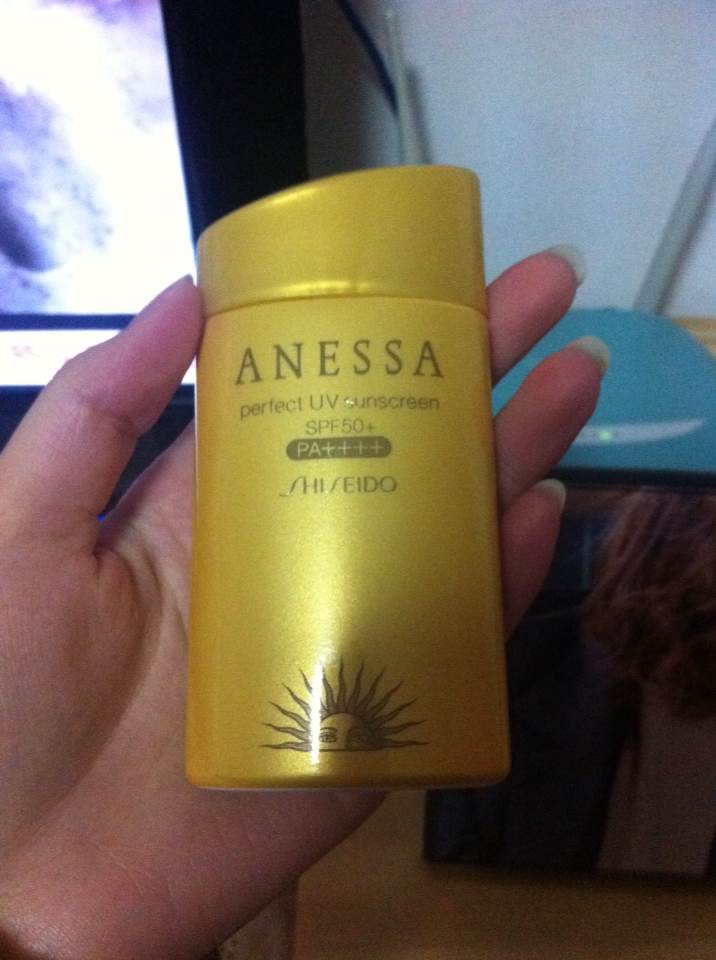 ANESSA
perfect UV sunscreen
SPF50+
PA++++
SHISEIDO